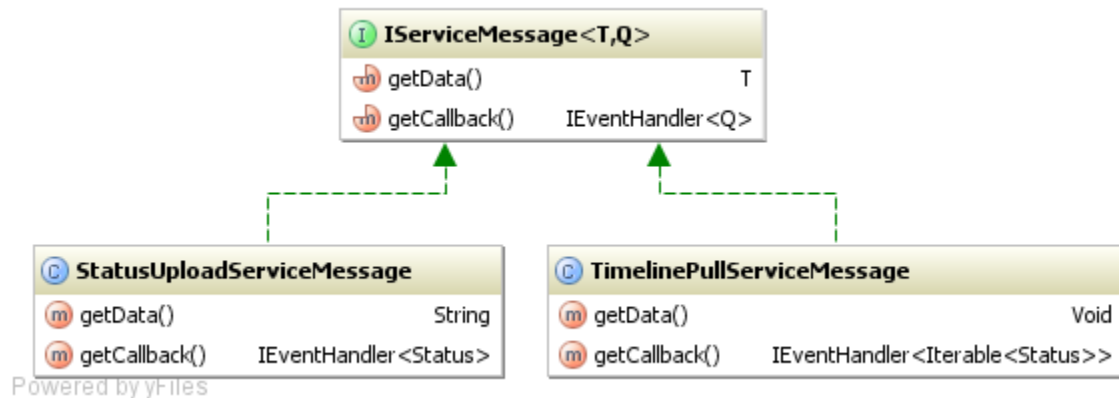 I IServiceMessage<T,Q>
m getData() T
m getCallback() IEventHandler<Q>
C StatusUploadServiceMessage
m getData() String
m getCallback() IEventHandler<Status>
C TimelinePullServiceMessage
m getData() Void
m getCallback() IEventHandler<Iterable<Status>>
Powered by yFiles